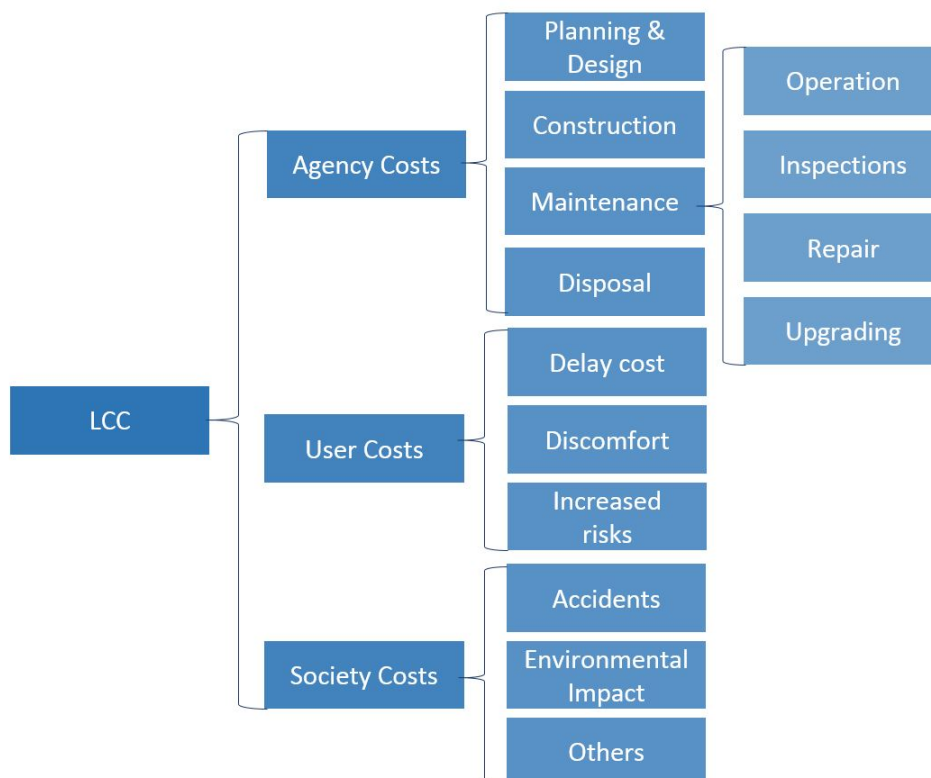 LCC
Agency Costs
Planning &
Design
Construction
Maintenance
Operation
Inspections
Repair
Upgrading
Disposal
User Costs
Delay cost
Discomfort
Increased
risks
Society Costs
Accidents
Environmental
Impact
Others